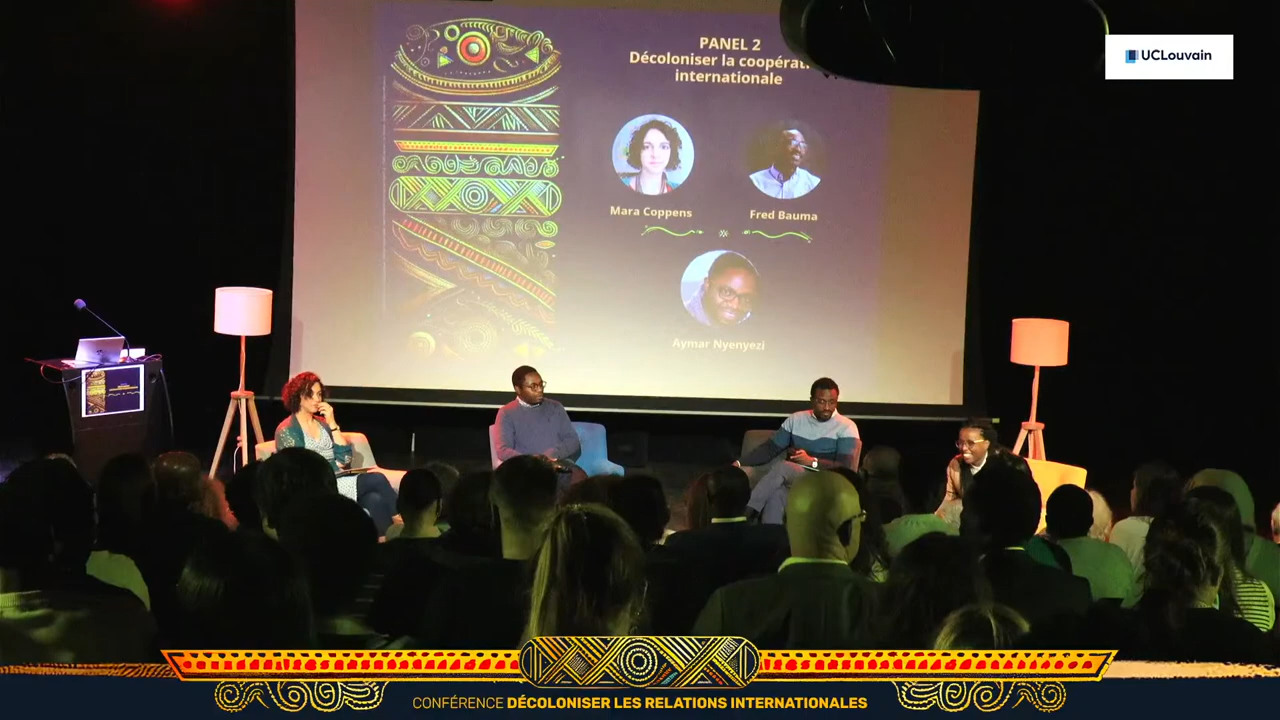 PANEL 2
Décoloniser la coopérati
internationale
UCLouvain
Mara Coppens
Fred Bauma
Aymar Nyenyezi
CONFÉRENCE DÉCOLONISER LES RELATIONS INTERNATIONALES